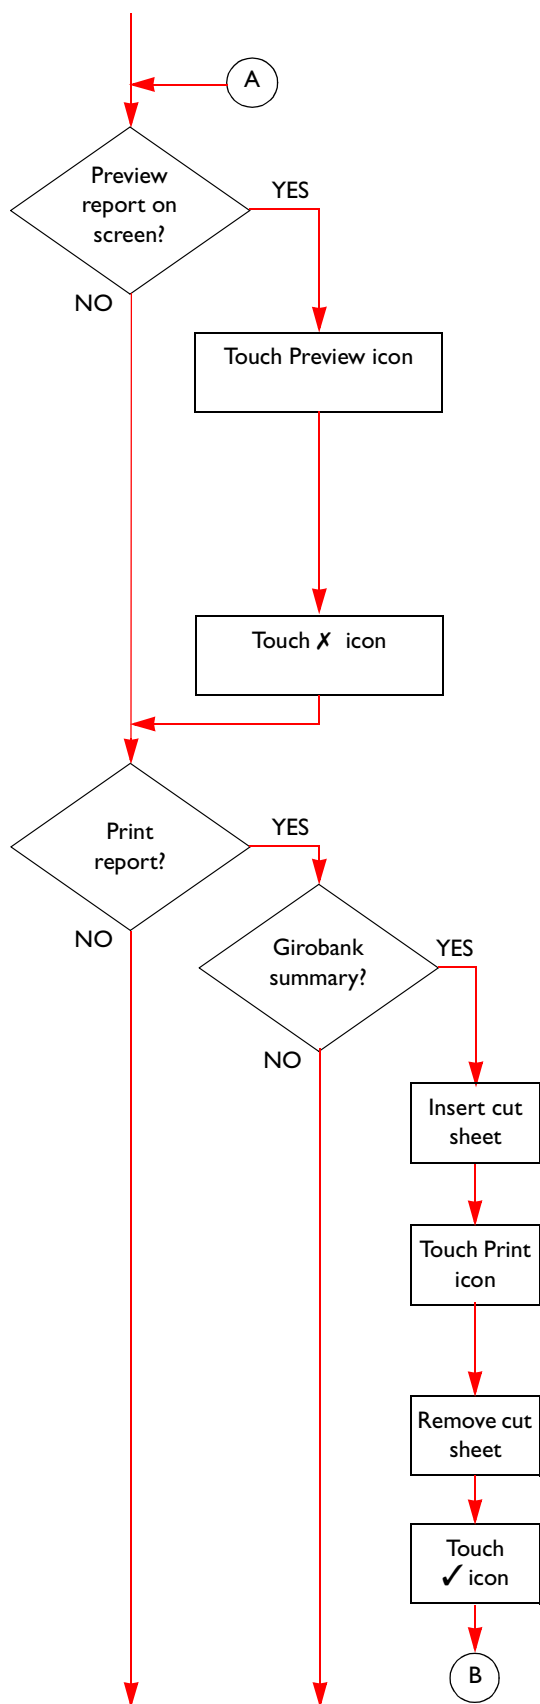 A
Preview
report on
screen?
YES
NO
Touch Preview icon
Touch ✗ icon
Print
report?
YES
NO
Girobank
summary?
YES
NO
Insert cut
sheet
Touch Print
icon
Remove cut
sheet
Touch
✓ icon
B